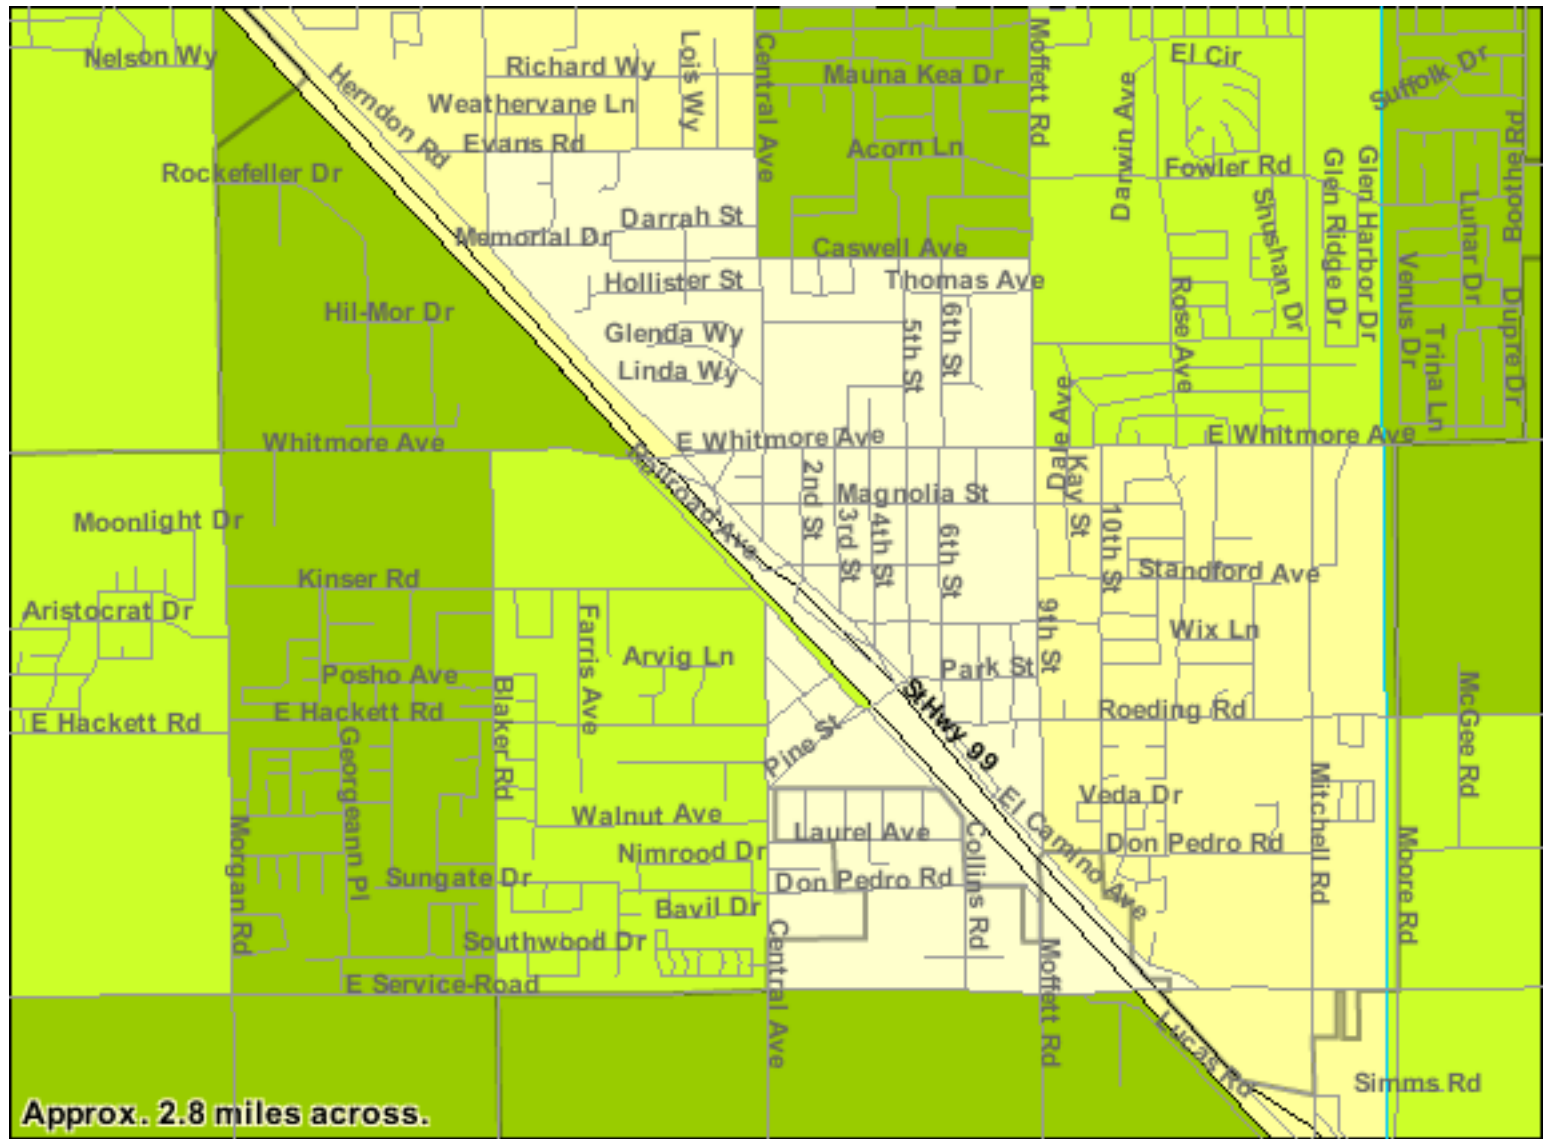 Nelson Wy
Herndon Rd
Richard Wy
Lois Wy
Central Ave
Mauna Kea Dr
Moffett Rd
Darwin Ave
El Cir
Suffolk Dr
Weathervane Ln
Evans Rd
Acorn Ln
Fowler Rd
Glen Ridge Dr
Glen Harbor Dr
Boothe Rd
Rockefeller Dr
Darrah St
Memorial Dr
Caswell Ave
Shushan Dr
Lunar Dr
Venus Dr
Hollister St
Thomas Ave
Rose Ave
Dupre Dr
Hil-Mor Dr
Glenda Wy
5th St
6th St
Trina Ln
Linda Wy
Dale Ave
Whitmore Ave
E Whitmore Ave
E Whitmore Ave
Railroad Ave
2nd St
Magnolia St
Kay St
3rd St
4th St
6th St
10th St
Moonlight Dr
Kinser Rd
Standford Ave
Aristocrat Dr
Farris Ave
9th St
Wix Ln
Arvig Ln
Park St
Posho Ave
Blaker Rd
St Hwy 99
McGee Rd
E Hackett Rd
E Hackett Rd
Roeding Rd
Georgeann Pl
Pine St
Mitchell Rd
Veda Dr
El Camino Ave
Walnut Ave
Laurel Ave
Collins Rd
Don Pedro Rd
Moore Rd
Morgan Rd
Nimrood Dr
Sungate Dr
Don Pedro Rd
Bavil Dr
Southwood Dr
Central Ave
Moffett Rd
E Service-Road
Lucas Rd
Simms Rd
Approx. 2.8 miles across.